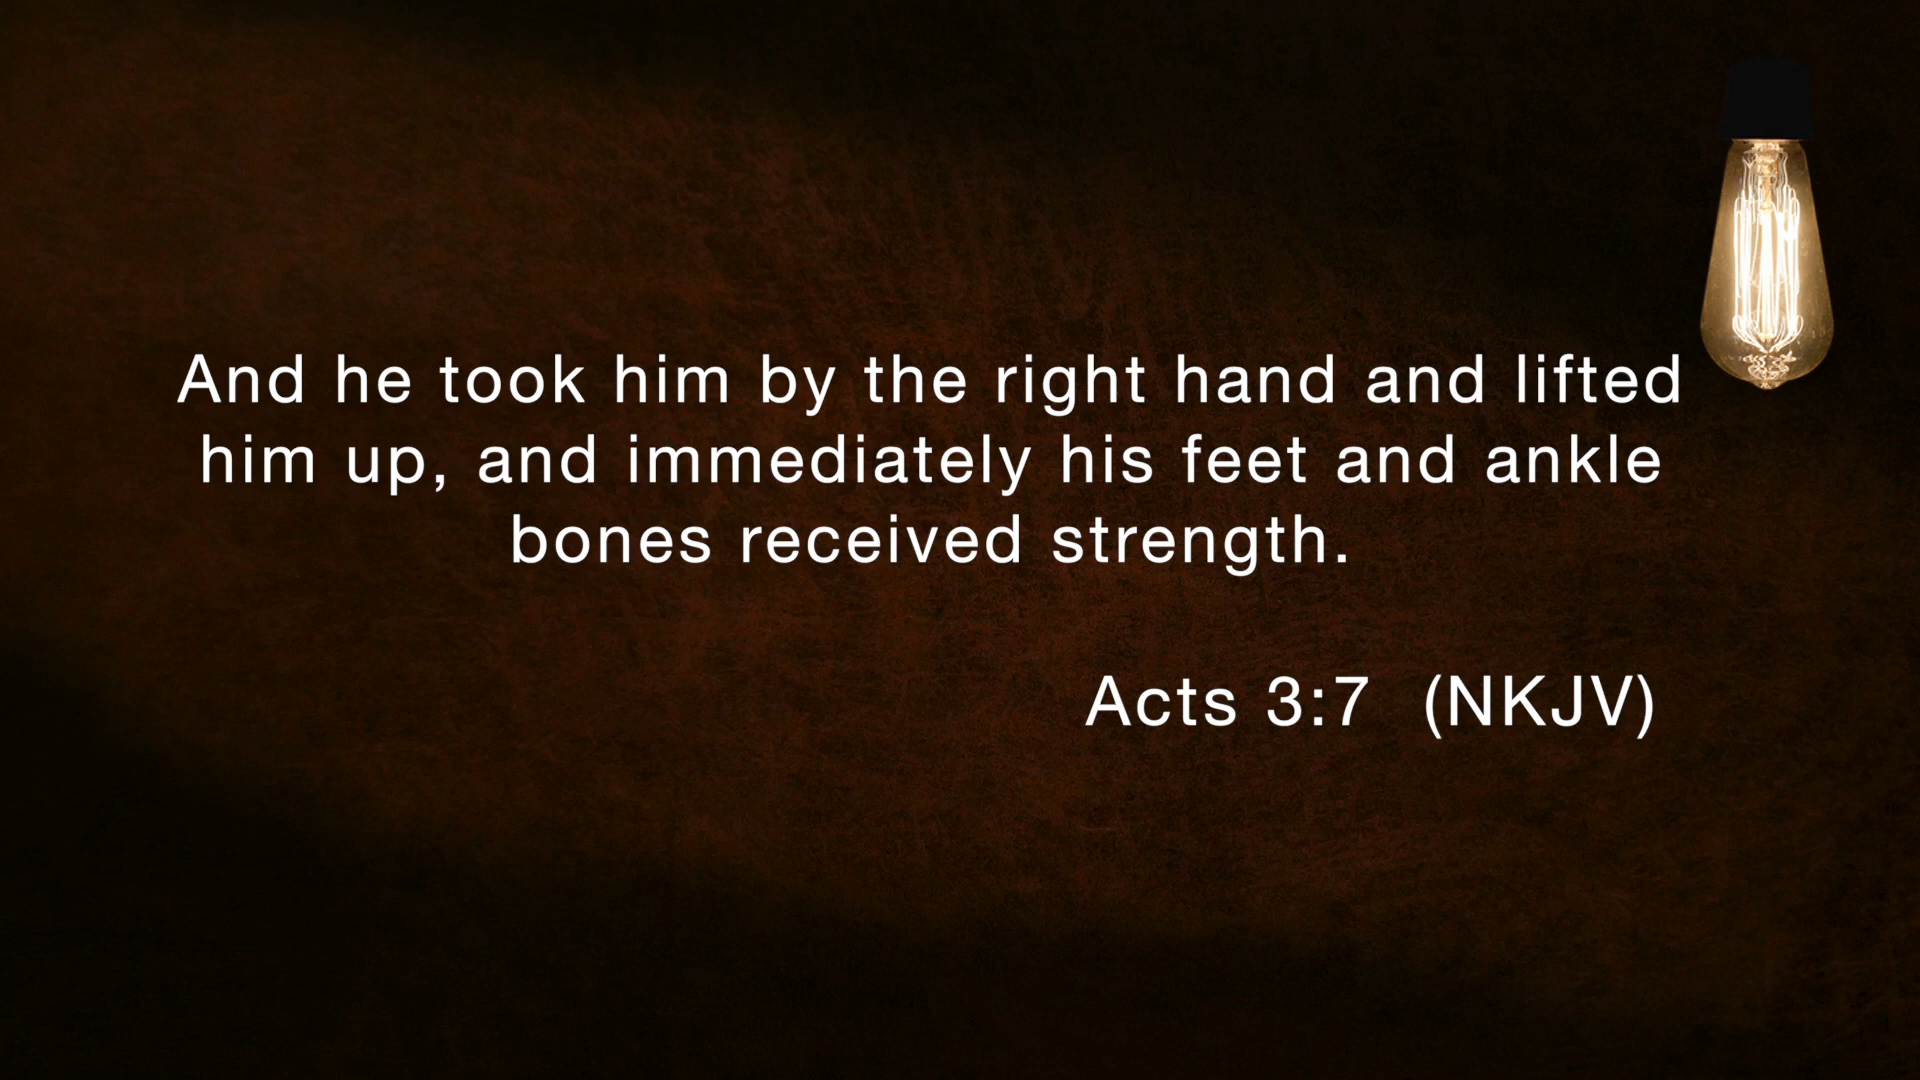 And he took him by the right hand and lifted
him up, and immediately his feet and ankle
bones received strength.
Acts 3:7  (NKJV)